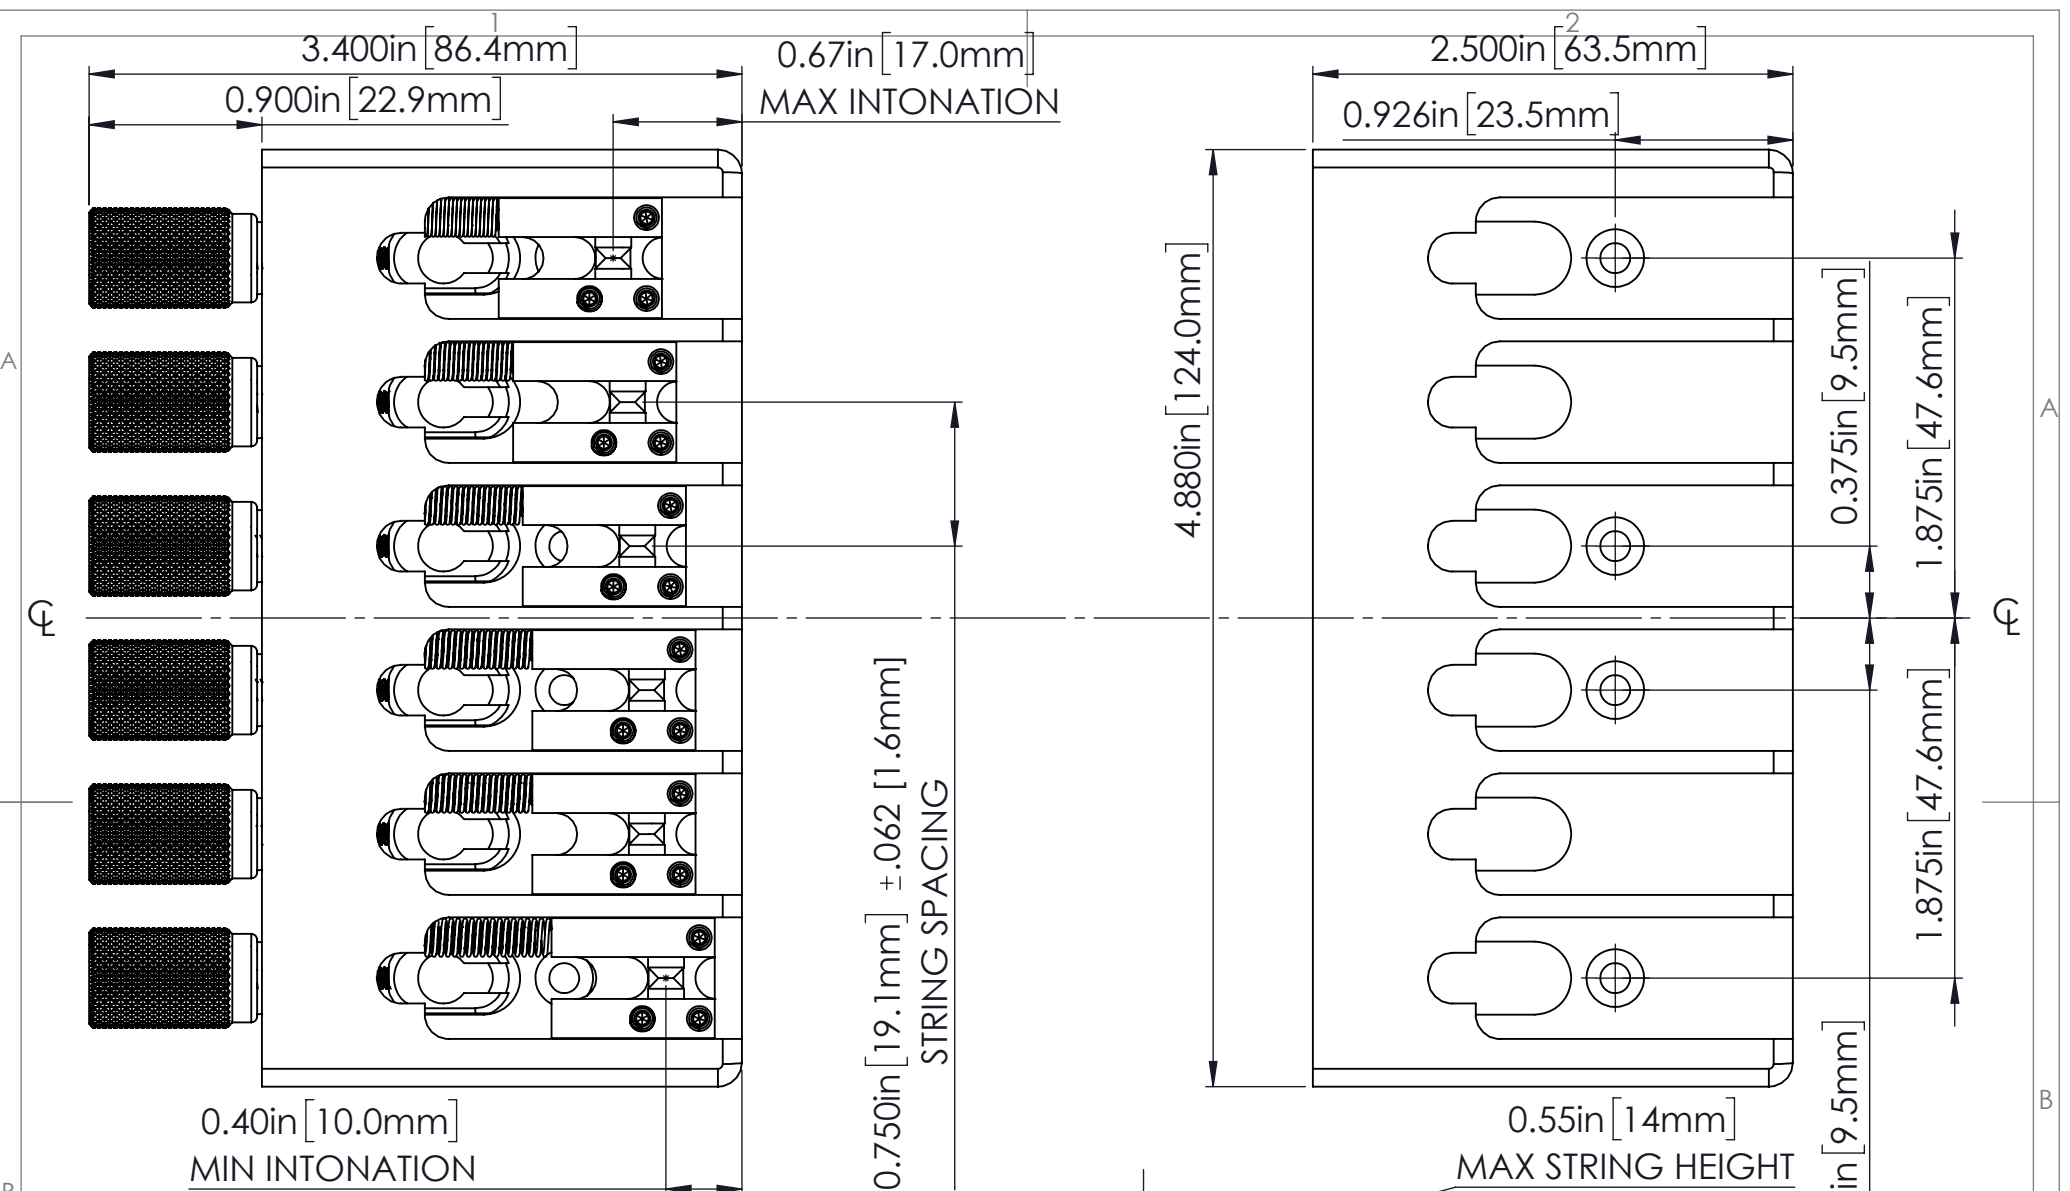 1
2
3.400in[86.4mm]
0.67in[17.0mm]
MAX INTONATION
0.900in[22.9mm]
2.500in[63.5mm]
0.926in[23.5mm]
A
A
4.880in[124.0mm]
0.375in[9.5mm]
1.875in[47.6mm]
℄
℄
0.750in[19.1mm] ±.062 [1.6mm]
STRING SPACING
1.875in[47.6mm]
in[9.5mm]
0.40in[10.0mm]
MIN INTONATION
0.55in[14mm]
MAX STRING HEIGHT
B
B